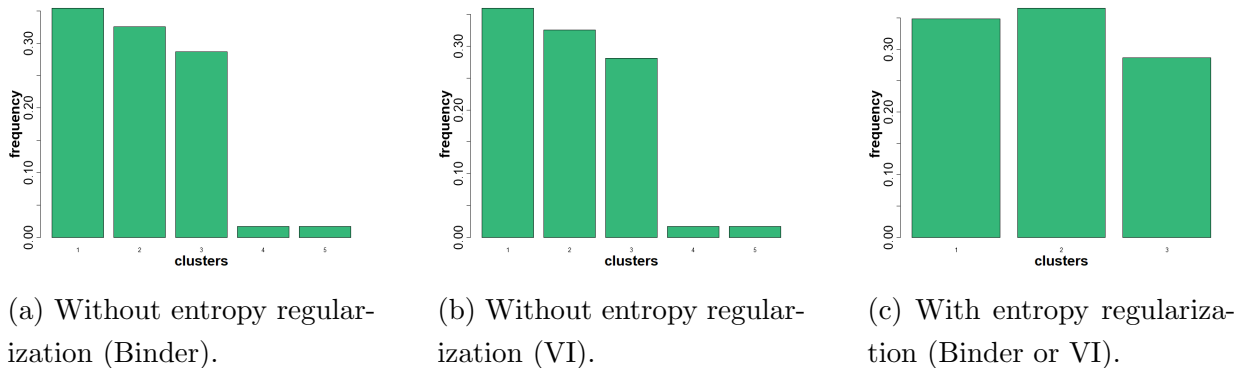 frequency
0.00 0.10 0.20 0.30
1 2 3 4 5
clusters
(a) Without entropy regular-
ization (Binder).
frequency
0.00 0.10 0.20 0.30
1 2 3 4 5
clusters
(b) Without entropy regular-
ization (VI).
frequency
0.00 0.10 0.20 0.30
1 2 3
clusters
(c) With entropy regulariza-
tion (Binder or VI).